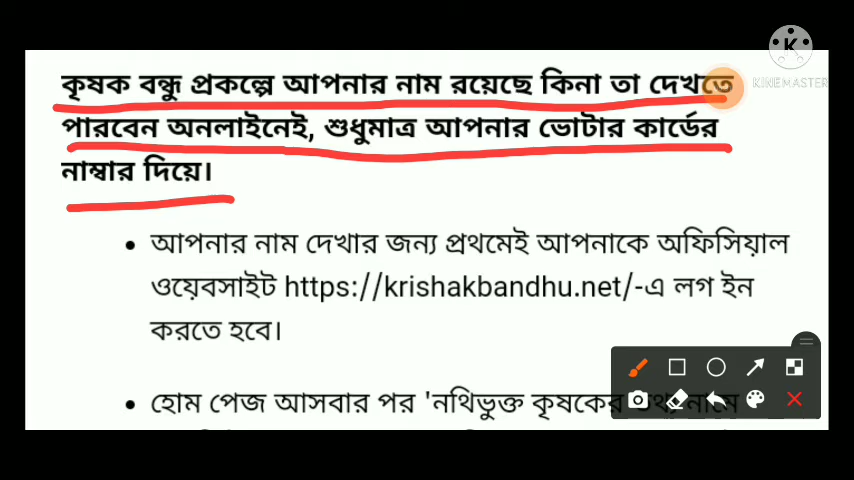 KINEMASTER
কৃষক বন্ধু প্রকল্পে আপনার নাম রয়েছে কিনা তা দেখতে
পারবেন অনলাইনেই, শুধুমাত্র আপনার ভোটার কার্ডের
নাম্বার দিয়ে।
• আপনার নাম দেখার জন্য প্রথমেই আপনাকে অফিসিয়াল
ওয়েবসাইট https://krishakbandhu.net/-এ লগ ইন
করতে হবে।
• হোম পেজ আসবার পর 'নথিভুক্ত কৃষকের তথ্য নামে